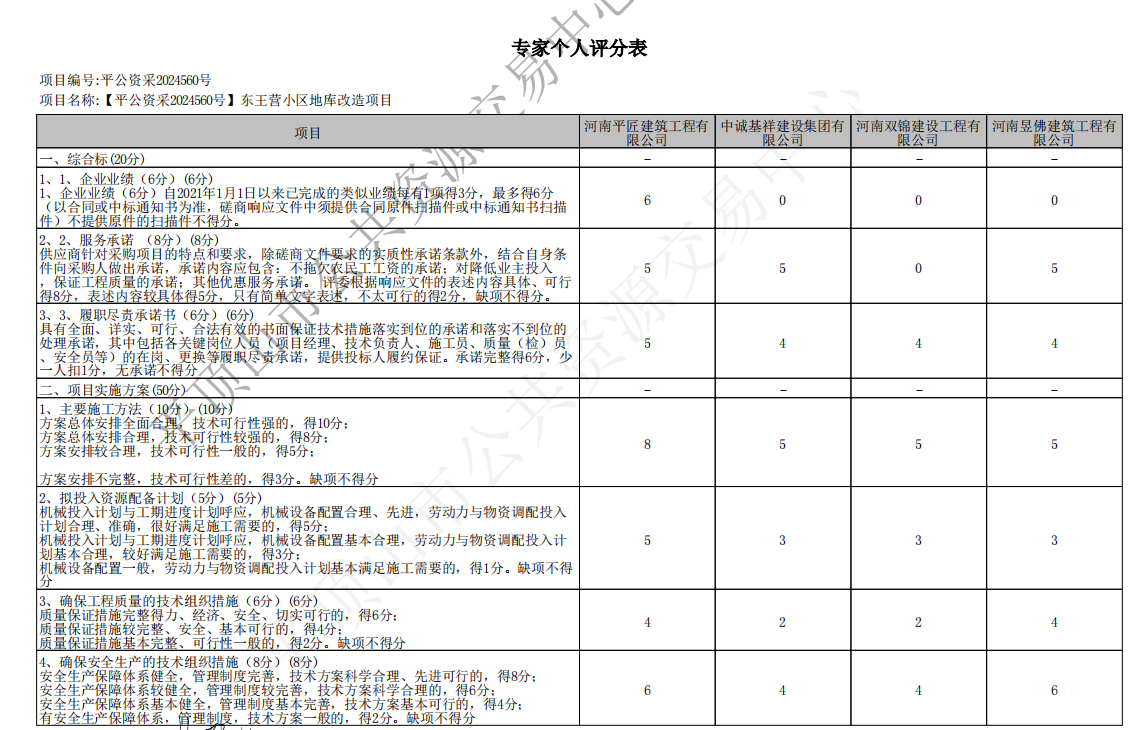 专家个人评分表
项目编号:平公资采2024560号
项目名称:【平公资采2024560号】东王营小区地库改造项目
项目
河南平匠建筑工程有限公司
中诚基祥建设集团有限公司
河南双锦建设工程有限公司
河南昱佛建筑工程有限公司
一、综合标(20分)
– – – –
1、1、企业业绩（6分）(6分)
1、企业业绩（6分）自2021年1月1日以来已完成的类似业绩每有1项得3分，最多得6分
（以合同或中标通知书为准，磋商响应文件中须提供合同原件扫描件或中标通知书扫描
件）不提供原件的扫描件不得分。
6 0 0 0
2、2、服务承诺 （8分）(8分)
供应商针对采购项目的特点和要求，除磋商文件要求的实质性承诺条款外，结合自身条
件向采购人做出承诺，承诺内容应包含：不拖欠农民工工资的承诺；对降低业主投入
，保证工程质量的承诺；其他优惠服务承诺。 评委根据响应文件的表述内容具体、可行
得8分，表述内容较具体得5分，只有简单文字表述，不太可行的得2分，缺项不得分。
5 5 0 5
3、3、履职尽责承诺书（6分）(6分)
具有全面、详实、可行、合法有效的书面保证技术措施落实到位的承诺和落实不到位的
处理承诺，其中包括各关键岗位人员（项目经理、技术负责人、施工员、质量（检）员
、安全员等）的在岗、更换等履职尽责承诺，提供投标人履约保证。承诺完整得6分，少
一人扣1分，无承诺不得分
5 4 4 4
二、项目实施方案(50分)
– – – –
1、主要施工方法（10分）(10分)
方案总体安排全面合理，技术可行性强的，得10分；
方案总体安排合理，技术可行性较强的，得8分；
方案安排较合理，技术可行性一般的，得5分；
方案安排不完整，技术可行性差的，得3分。缺项不得分
8 5 5 5
2、拟投入资源配备计划（5分）(5分)
机械投入计划与工期进度计划呼应，机械设备配置合理、先进，劳动力与物资调配投入
计划合理、准确，很好满足施工需要的，得5分；
机械投入计划与工期进度计划呼应，机械设备配置基本合理，劳动力与物资调配投入计
划基本合理，较好满足施工需要的，得3分；
机械设备配置一般，劳动力与物资调配投入计划基本满足施工需要的，得1分。缺项不得
分
5 3 3 3
3、确保工程质量的技术组织措施（6分）(6分)
质量保证措施完整得力、经济、安全、切实可行的，得6分；
质量保证措施较完整、安全、基本可行的，得4分；
质量保证措施基本完整、可行性一般的，得2分。缺项不得分
4 2 2 4
4、确保安全生产的技术组织措施（8分）(8分)
安全生产保障体系健全，管理制度完善，技术方案科学合理、先进可行的，得8分；
安全生产保障体系较健全，管理制度较完善，技术方案科学合理的，得6分；
安全生产保障体系基本健全，管理制度基本完善，技术方案基本可行的，得4分；
有安全生产保障体系，管理制度，技术方案一般的，得2分。缺项不得分
6 4 4 6
平顶山市公共资源交易中心
顶山市公共资源交易中心